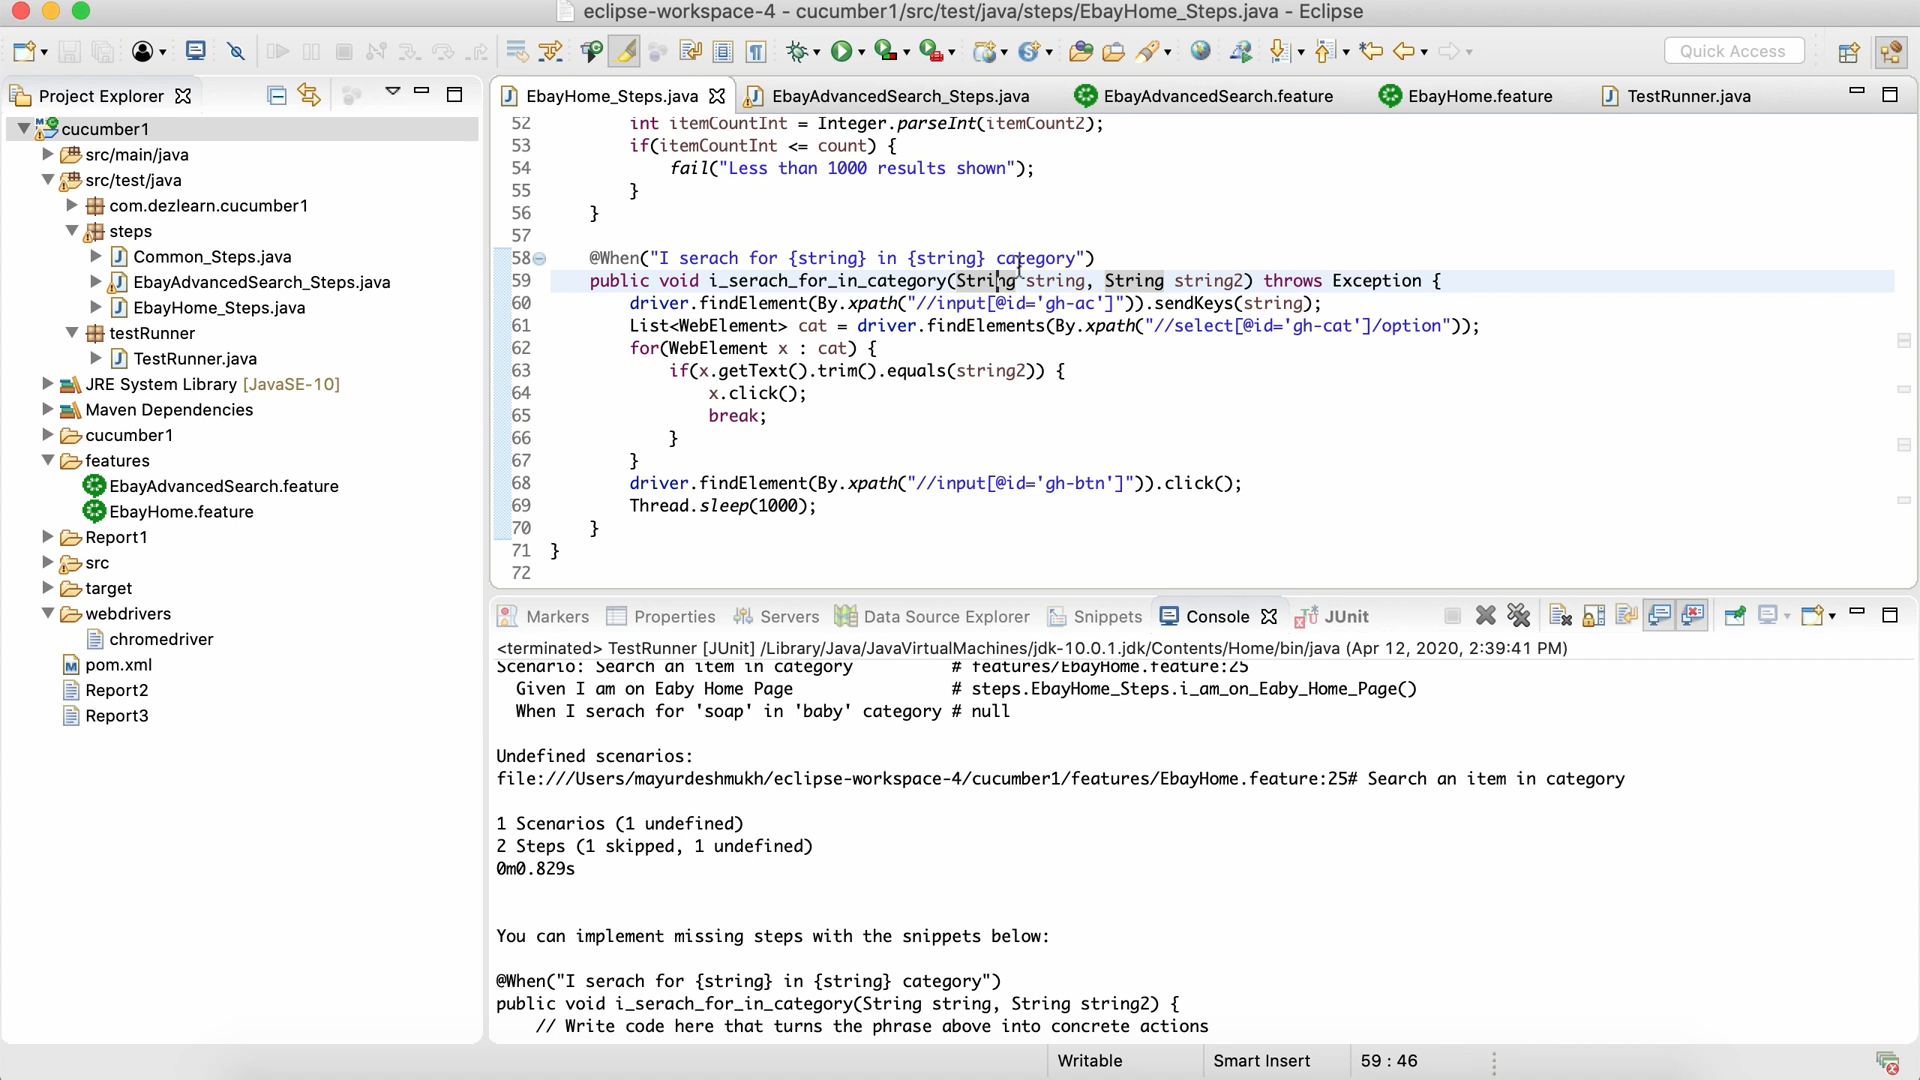 eclipse-workspace-4 - cucumber1/src/test/java/steps/EbayHome_Steps.java - Eclipse
Quick Access
Project Explorer
cucumber1
src/main/java
src/test/java
com.dezlearn.cucumber1
steps
Common_Steps.java
EbayAdvancedSearch_Steps.java
EbayHome_Steps.java
testRunner
TestRunner.java
JRE System Library [JavaSE-10]
Maven Dependencies
cucumber1
features
EbayAdvancedSearch.feature
EbayHome.feature
Report1
src
target
webdrivers
chromedriver
pom.xml
Report2
Report3
EbayHome_Steps.java EbayAdvancedSearch_Steps.java EbayAdvancedSearch.feature EbayHome.feature TestRunner.java
52 int itemCountInt = Integer.parseInt(itemCount2);
53 if(itemCountInt <= count) {
54 fail("Less than 1000 results shown");
55 }
56 }
57
58 @When("I serach for {string} in {string} category")
59 public void i_serach_for_in_category(String string, String string2) throws Exception {
60 driver.findElement(By.xpath("//input[@id='gh-ac']")).sendKeys(string);
61 List<WebElement> cat = driver.findElements(By.xpath("//select[@id='gh-cat']/option"));
62 for(WebElement x : cat) {
63 if(x.getText().trim().equals(string2)) {
64 x.click();
65 break;
66 }
67 }
68 driver.findElement(By.xpath("//input[@id='gh-btn']")).click();
69 Thread.sleep(1000);
70 }
71 }
72
Markers Properties Servers Data Source Explorer Snippets Console JUnit
<terminated> TestRunner [JUnit] /Library/Java/JavaVirtualMachines/jdk-10.0.1.jdk/Contents/Home/bin/java (Apr 12, 2020, 2:39:41 PM)
Scenario: Search an item in category # features/EbayHome.feature:25
Given I am on Eaby Home Page # steps.EbayHome_Steps.i_am_on_Eaby_Home_Page()
When I serach for 'soap' in 'baby' category # null
Undefined scenarios:
file:///Users/mayurdeshmukh/eclipse-workspace-4/cucumber1/features/EbayHome.feature:25# Search an item in category
1 Scenarios (1 undefined)
2 Steps (1 skipped, 1 undefined)
0m0.829s
You can implement missing steps with the snippets below:
@When("I serach for {string} in {string} category")
public void i_serach_for_in_category(String string, String string2) {
// Write code here that turns the phrase above into concrete actions
Writable Smart Insert 59 : 46